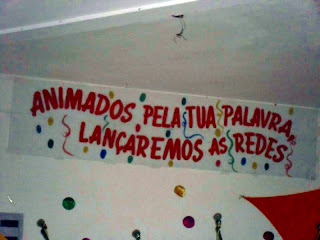 ANIMADOS PELA TUA PALAVRA,
LANÇAREMOS AS REDES